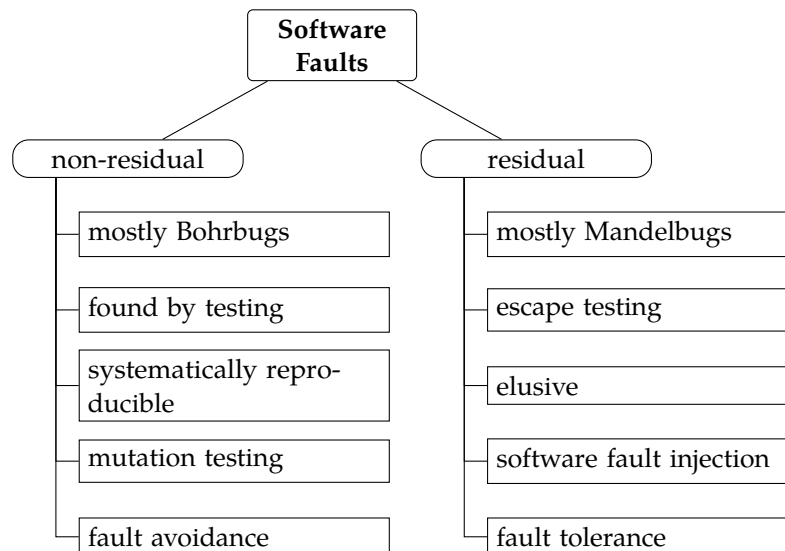 Software
Faults
non-residual
residual
mostly Bohrbugs
found by testing
systematically repro-
ducible
mutation testing
fault avoidance
mostly Mandelbugs
escape testing
elusive
software fault injection
fault tolerance